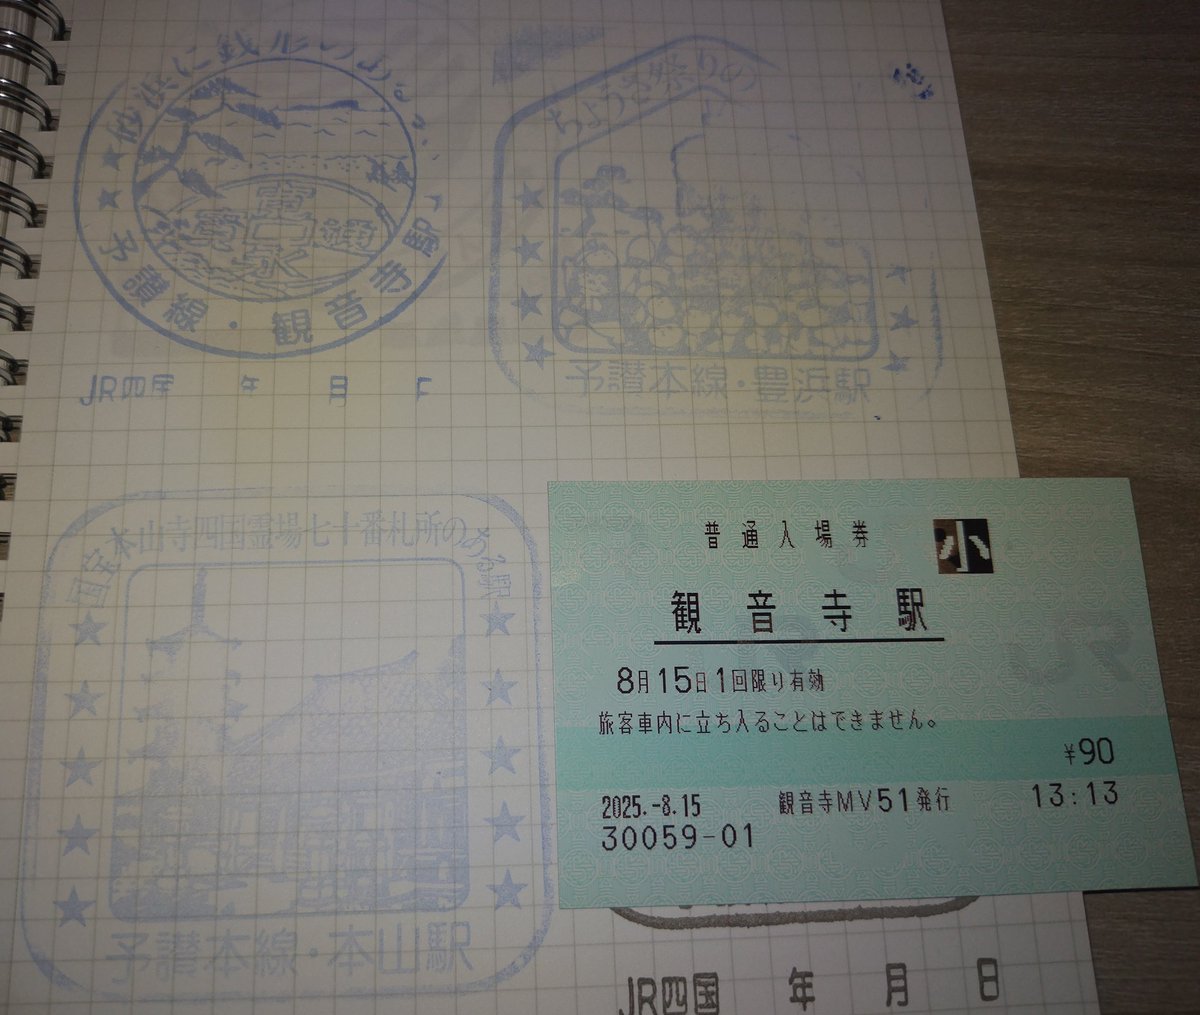 砂浜に銭形のある
寛永通宝
予讃線・観音寺駅
JR四国 年 月 日
ちょうさ祭りの
予讃本線・豊浜駅
国宝本山寺四国霊場七十番札所のある駅
予讃本線・本山駅
普通入場券
小
観音寺駅
8月15日1回限り有効
旅客車内に立ち入ることはできません。
¥90
2025.-8.15 観音寺MV51発行 13:13
30059-01
JR四国 年 月 日